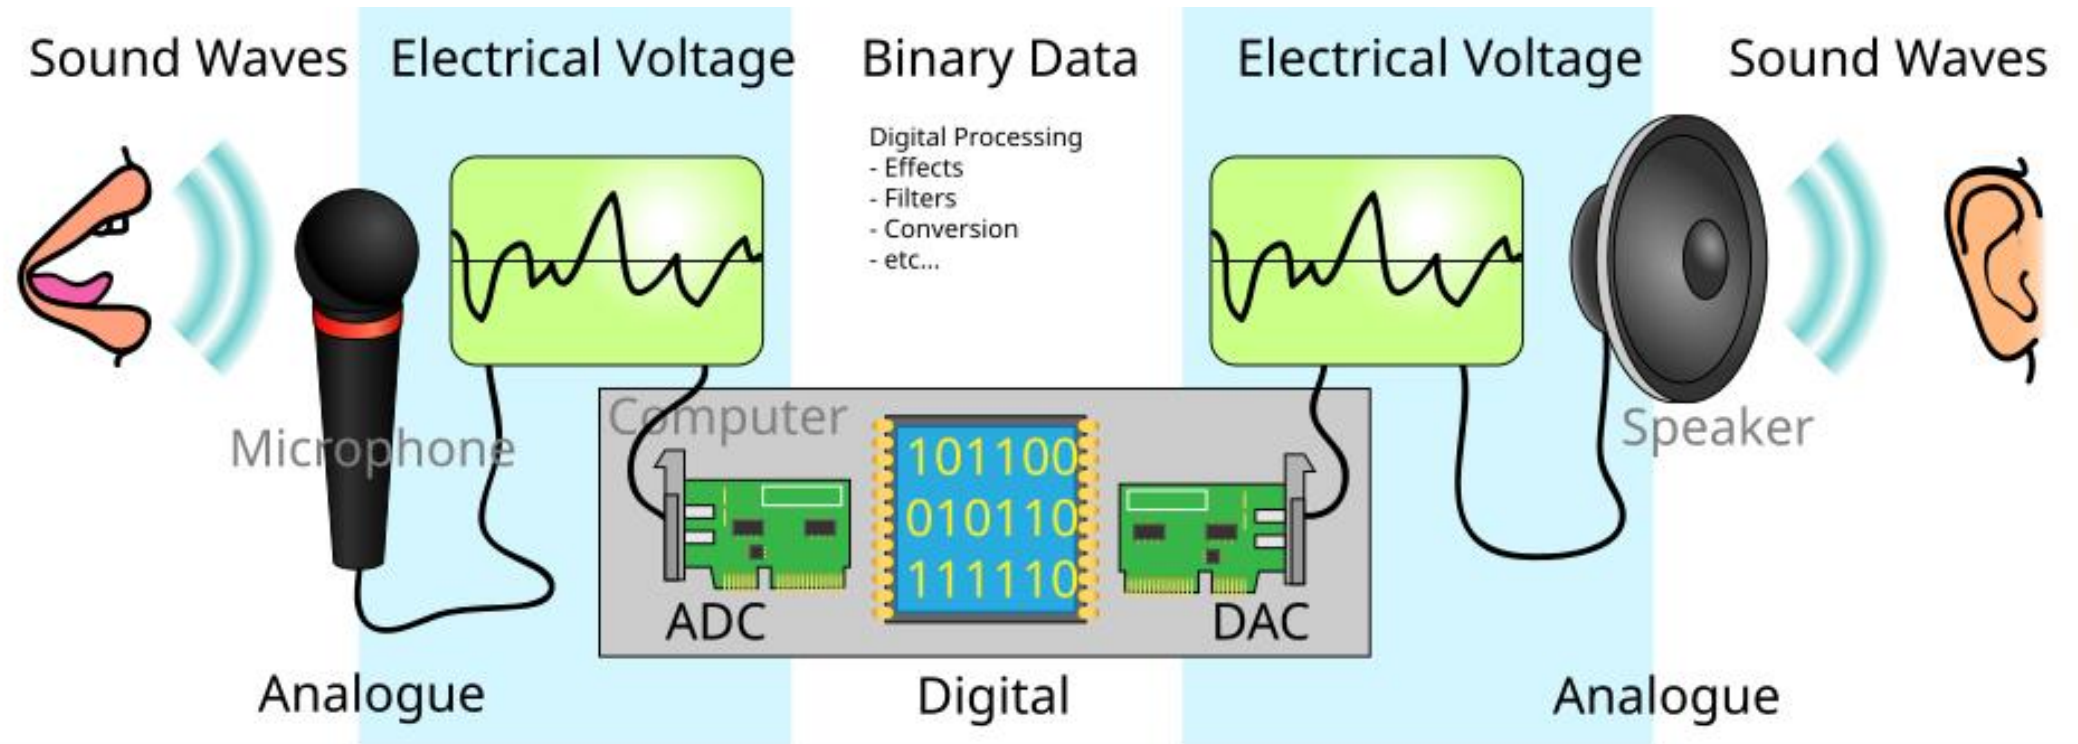 Sound Waves
Electrical Voltage
Binary Data
Electrical Voltage
Sound Waves
Digital Processing
- Effects
- Filters
- Conversion
- etc...
Microphone
Computer
Speaker
101100
010110
111110
ADC
DAC
Analogue
Digital
Analogue